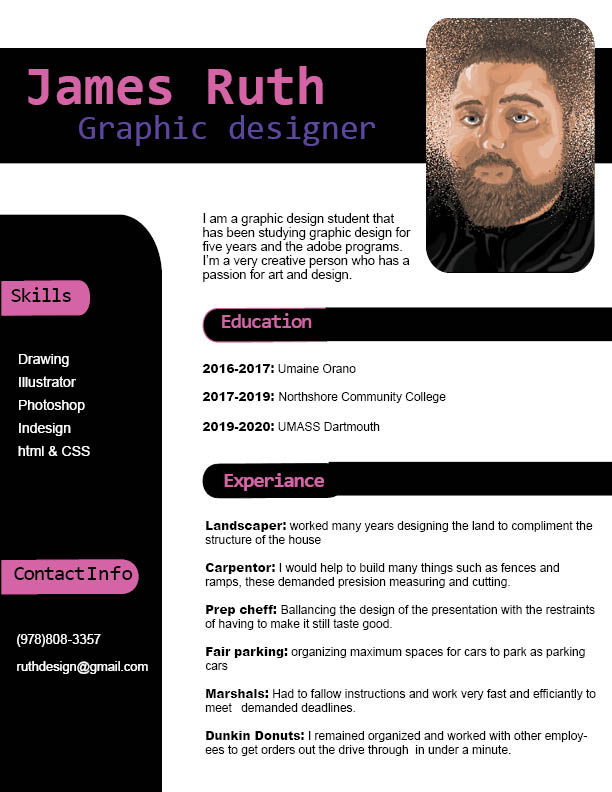 James Ruth
Graphic designer
I am a graphic design student that
has been studying graphic design for
five years and the adobe programs.
I'm a very creative person who has a
passion for art and design.
Skills
Drawing
Illustrator
Photoshop
Indesign
html & CSS
Contact Info
(978)808-3357
ruthdesign@gmail.com
Education
2016-2017: Umaine Orano
2017-2019: Northshore Community College
2019-2020: UMASS Dartmouth
Experiance
Landscaper: worked many years designing the land to compliment the
structure of the house
Carpentor: I would help to build many things such as fences and
ramps, these demanded presision measuring and cutting.
Prep cheff: Ballancing the design of the presentation with the restraints
of having to make it still taste good.
Fair parking: organizing maximum spaces for cars to park as parking
cars
Marshals: Had to fallow instructions and work very fast and efficiantly to
meet demanded deadlines.
Dunkin Donuts: I remained organized and worked with other employ-
ees to get orders out the drive through in under a minute.